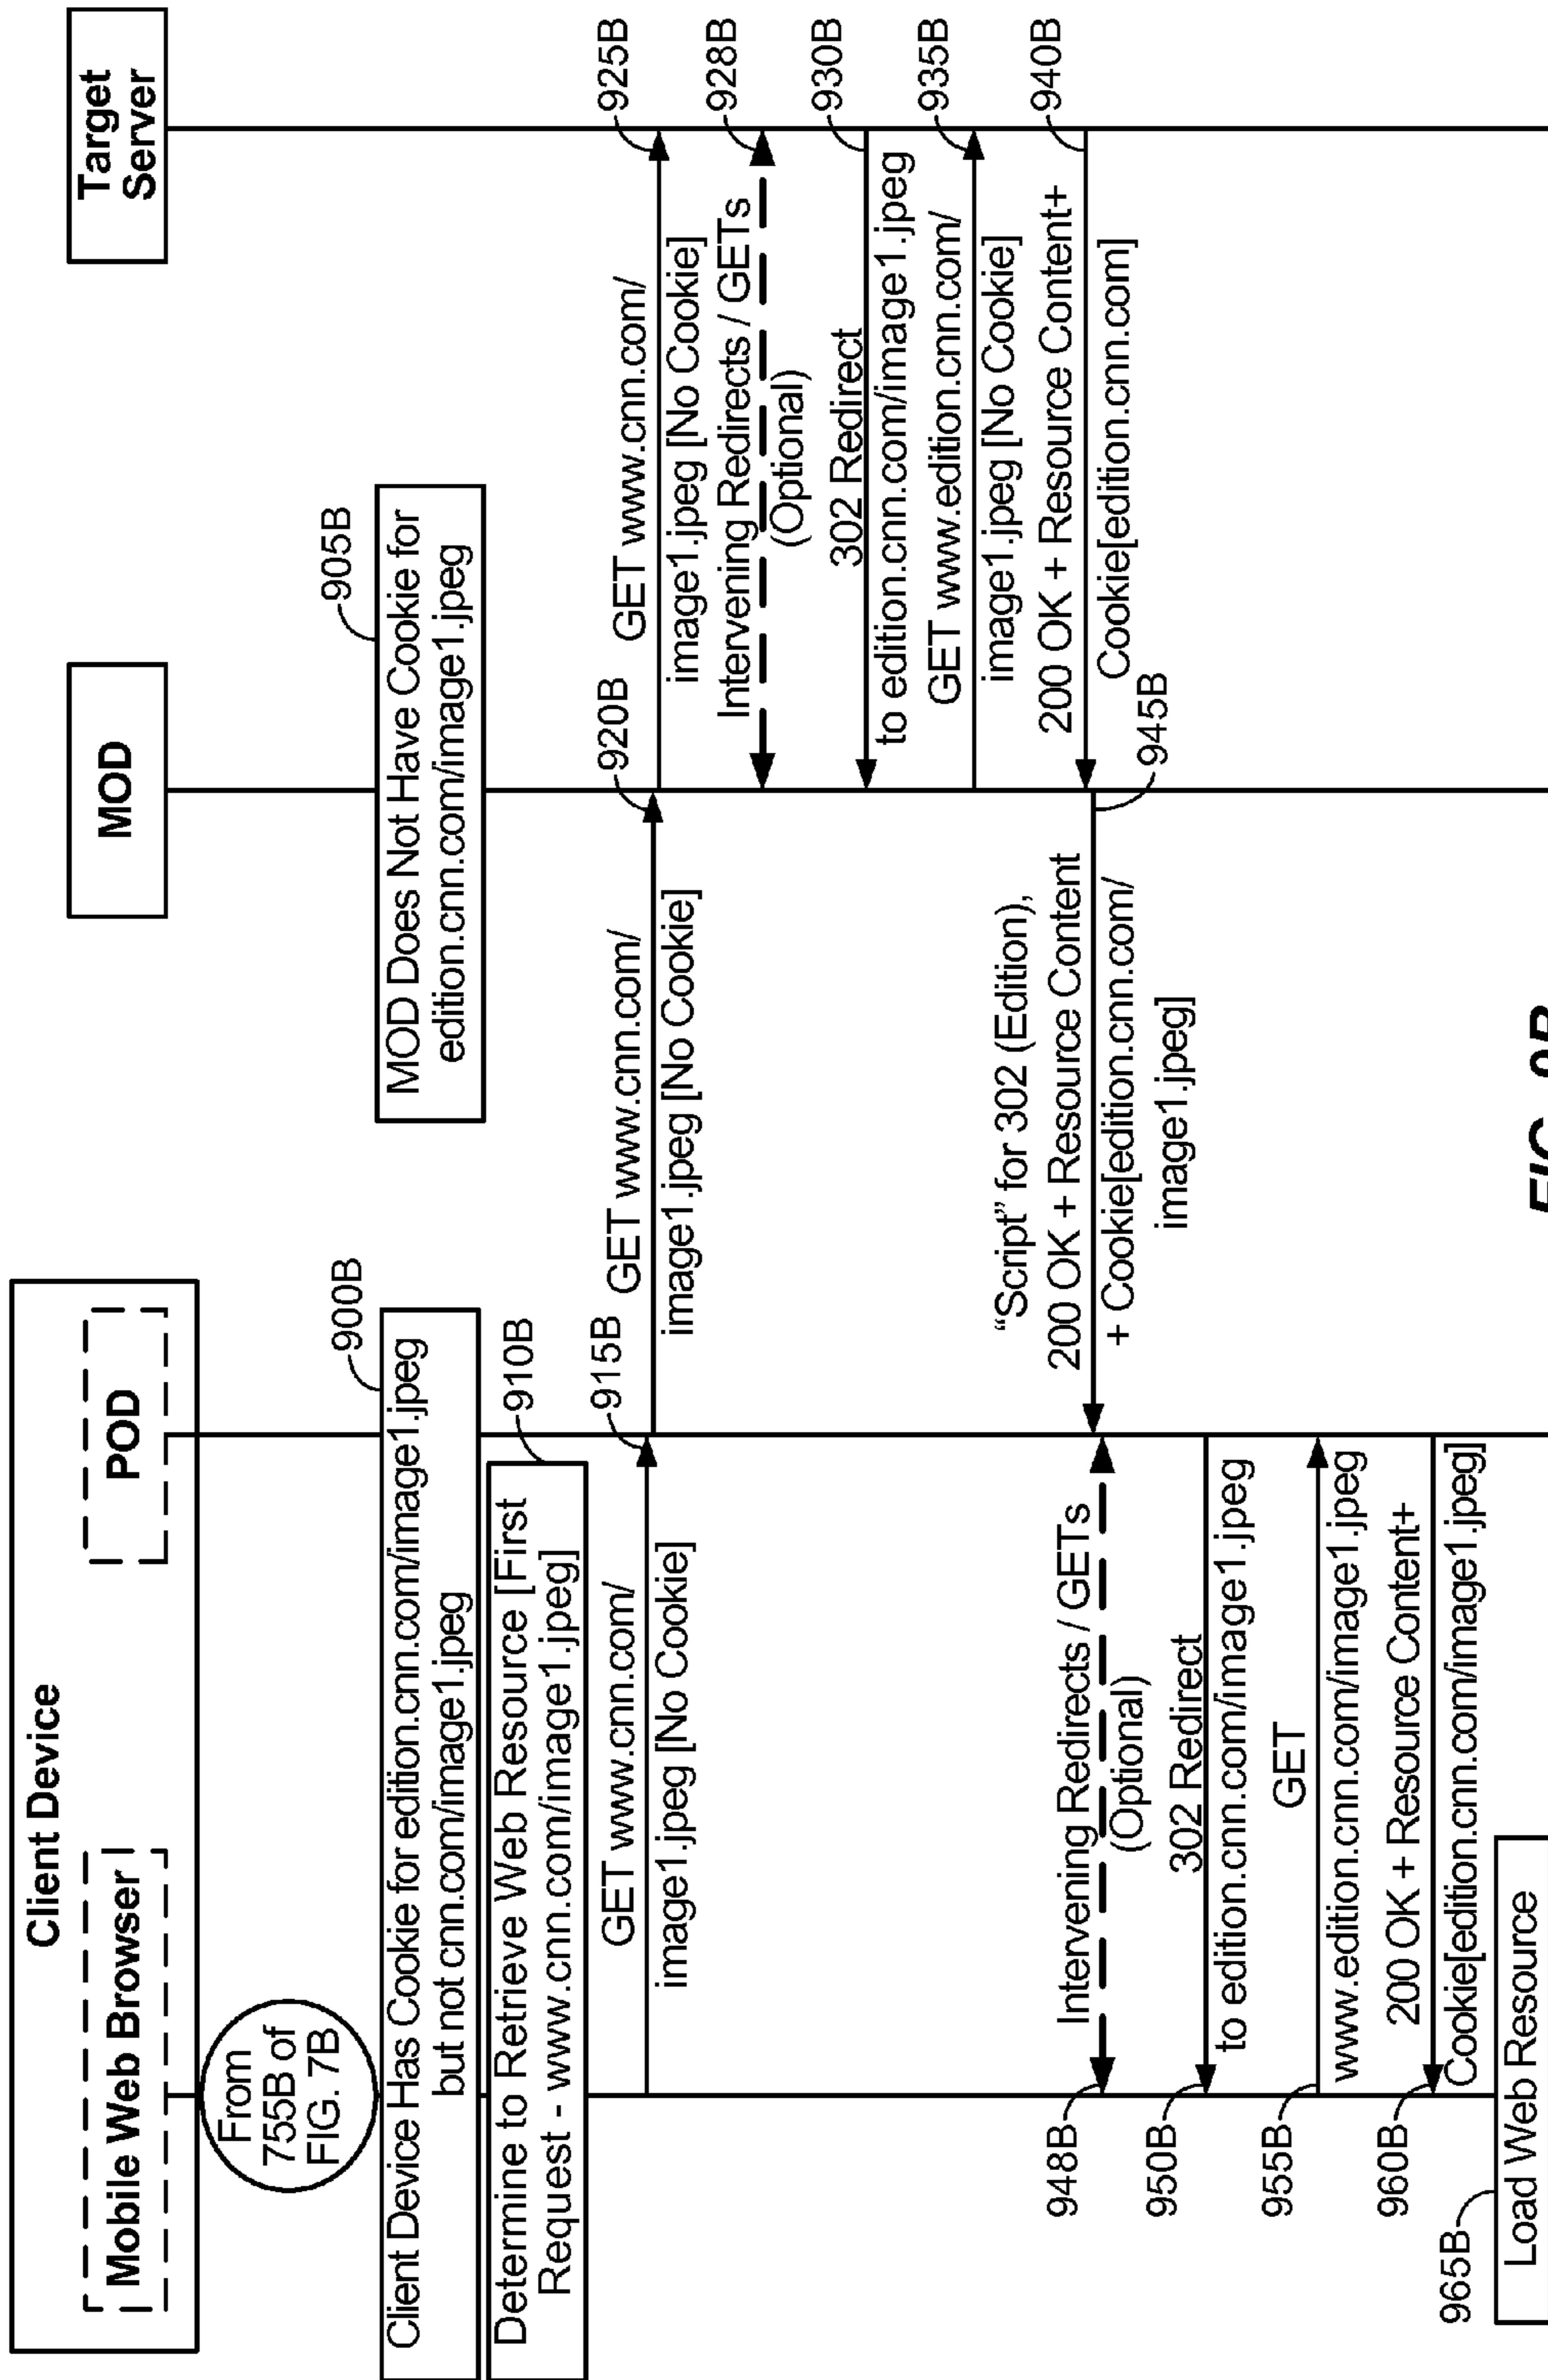 Client Device
Mobile Web Browser
POD
MOD
Target
Server
From
755B of
FIG. 7B
900B
Client Device Has Cookie for edition.cnn.com/image1.jpeg
but not cnn.com/image1.jpeg
905B
MOD Does Not Have Cookie for
edition.cnn.com/image1.jpeg
910B
Determine to Retrieve Web Resource [First
Request - www.cnn.com/image1.jpeg]
915B
GET www.cnn.com/
image1.jpeg [No Cookie]
920B
GET www.cnn.com/
image1.jpeg [No Cookie]
925B
GET www.cnn.com/
image1.jpeg [No Cookie]
928B
Intervening Redirects / GETs
(Optional)
930B
302 Redirect
to edition.cnn.com/image1.jpeg
935B
GET www.edition.cnn.com/
image1.jpeg [No Cookie]
940B
200 OK + Resource Content+
Cookie[edition.cnn.com]
945B
“Script” for 302 (Edition),
200 OK + Resource Content
+ Cookie[edition.cnn.com/
image1.jpeg]
948B
Intervening Redirects / GETs
(Optional)
950B
302 Redirect
to edition.cnn.com/image1.jpeg
955B
GET
www.edition.cnn.com/image1.jpeg
960B
200 OK + Resource Content+
Cookie[edition.cnn.com/image1.jpeg]
965B
Load Web Resource
FIG. 9B